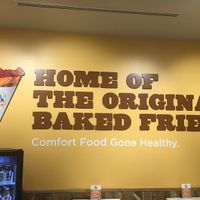 HOME OF
THE ORIGINA
BAKED FRIE
Comfort Food Gone Healthy.